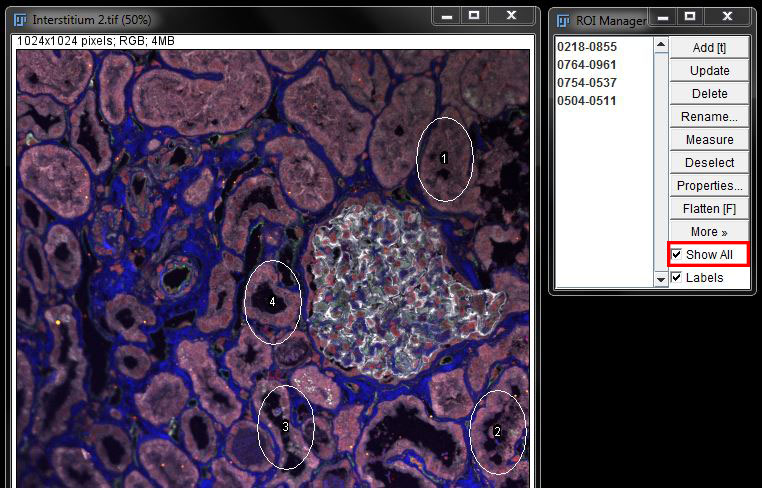 Interstitium 2.tif (50%)
1024x1024 pixels; RGB; 4MB
1
4
3
2
ROI Manager
0218-0855
0764-0961
0754-0537
0504-0511
Add [t]
Update
Delete
Rename...
Measure
Deselect
Properties...
Flatten [F]
More »
Show All
Labels